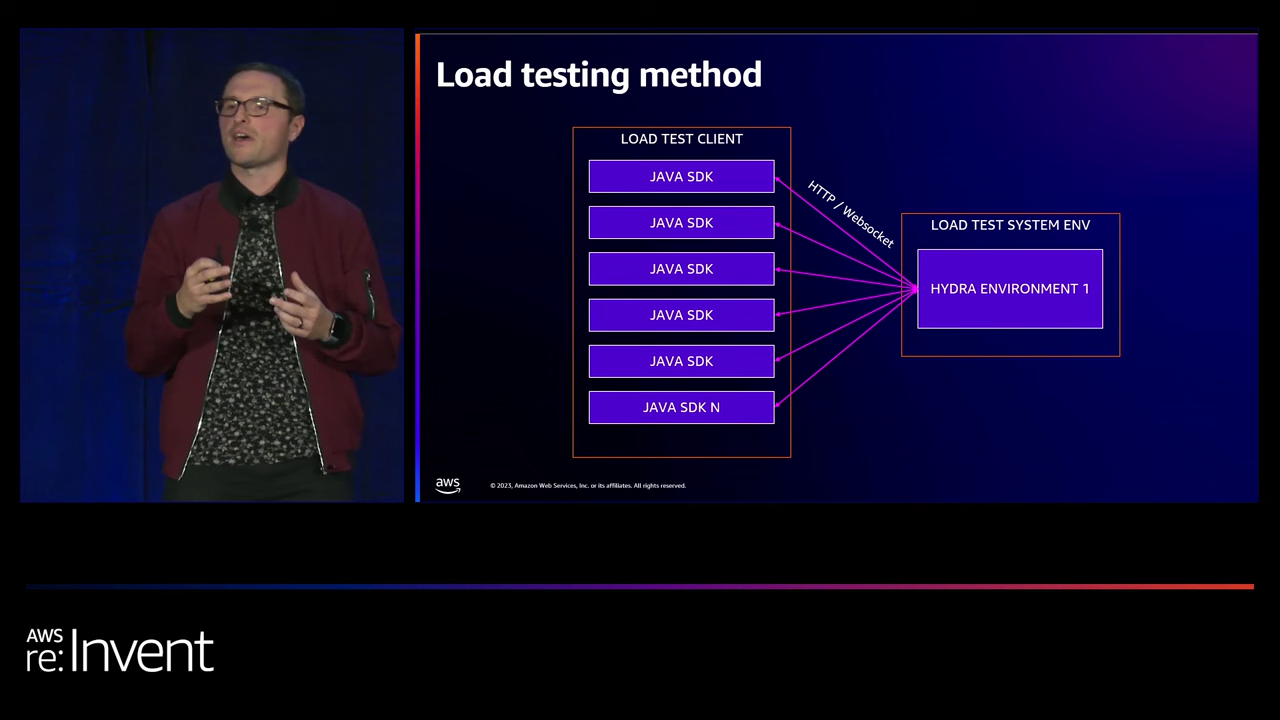 Load testing method
LOAD TEST CLIENT
JAVA SDK
JAVA SDK
JAVA SDK
JAVA SDK
JAVA SDK
JAVA SDK N
HTTP / Websocket
LOAD TEST SYSTEM ENV
HYDRA ENVIRONMENT 1
aws
© 2023, Amazon Web Services, Inc. or its affiliates. All rights reserved.
AWS
re:Invent